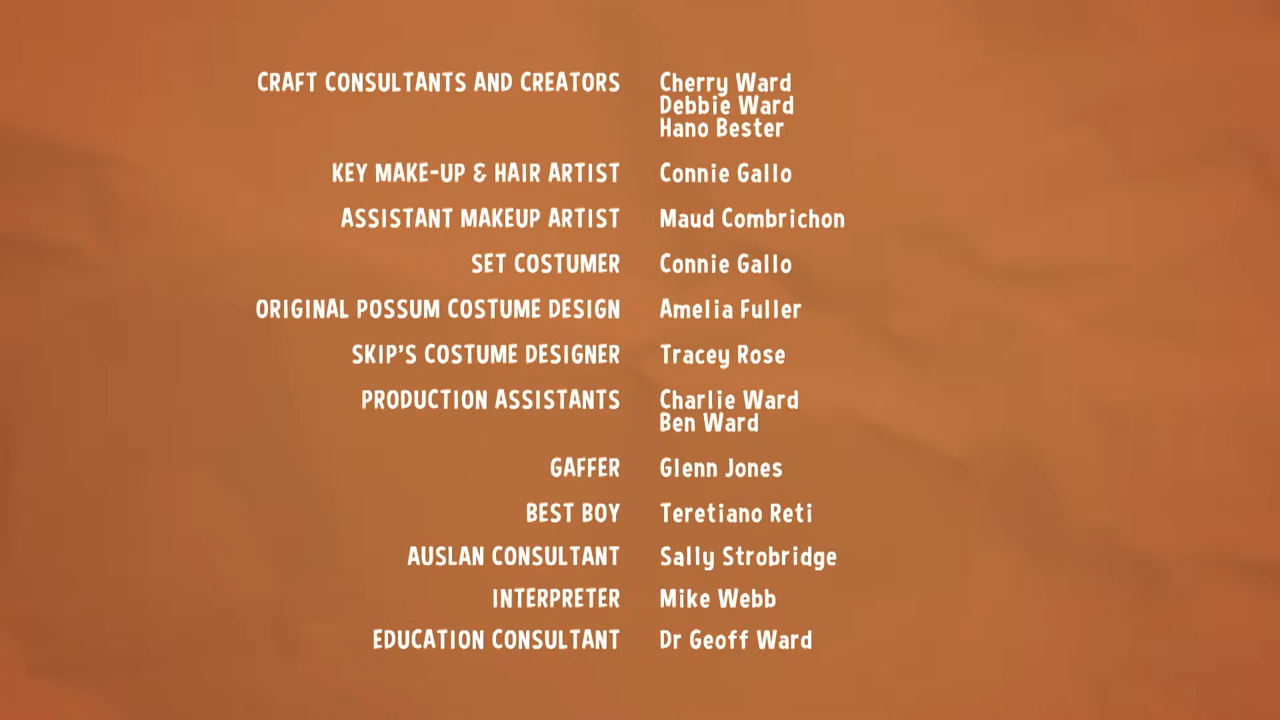 CRAFT CONSULTANTS AND CREATORS Cherry Ward
Debbie Ward
Hano Bester
KEY MAKE-UP & HAIR ARTIST Connie Gallo
ASSISTANT MAKEUP ARTIST Maud Combrichon
SET COSTUMER Connie Gallo
ORIGINAL POSSUM COSTUME DESIGN Amelia Fuller
SKIP'S COSTUME DESIGNER Tracey Rose
PRODUCTION ASSISTANTS Charlie Ward
Ben Ward
GAFFER Glenn Jones
BEST BOY Teretiano Reti
AUSLAN CONSULTANT Sally Strobridge
INTERPRETER Mike Webb
EDUCATION CONSULTANT Dr Geoff Ward